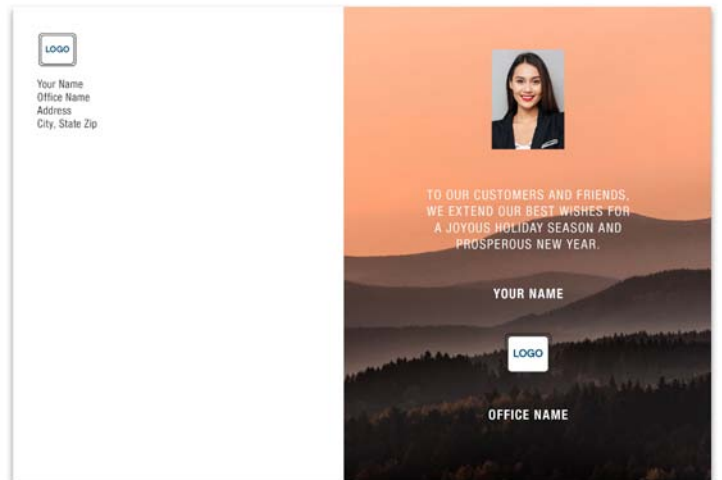 LOGO
Your Name
Office Name
Address
City, State Zip
TO OUR CUSTOMERS AND FRIENDS,
WE EXTEND OUR BEST WISHES FOR
A JOYOUS HOLIDAY SEASON AND
PROSPEROUS NEW YEAR.
YOUR NAME
LOGO
OFFICE NAME